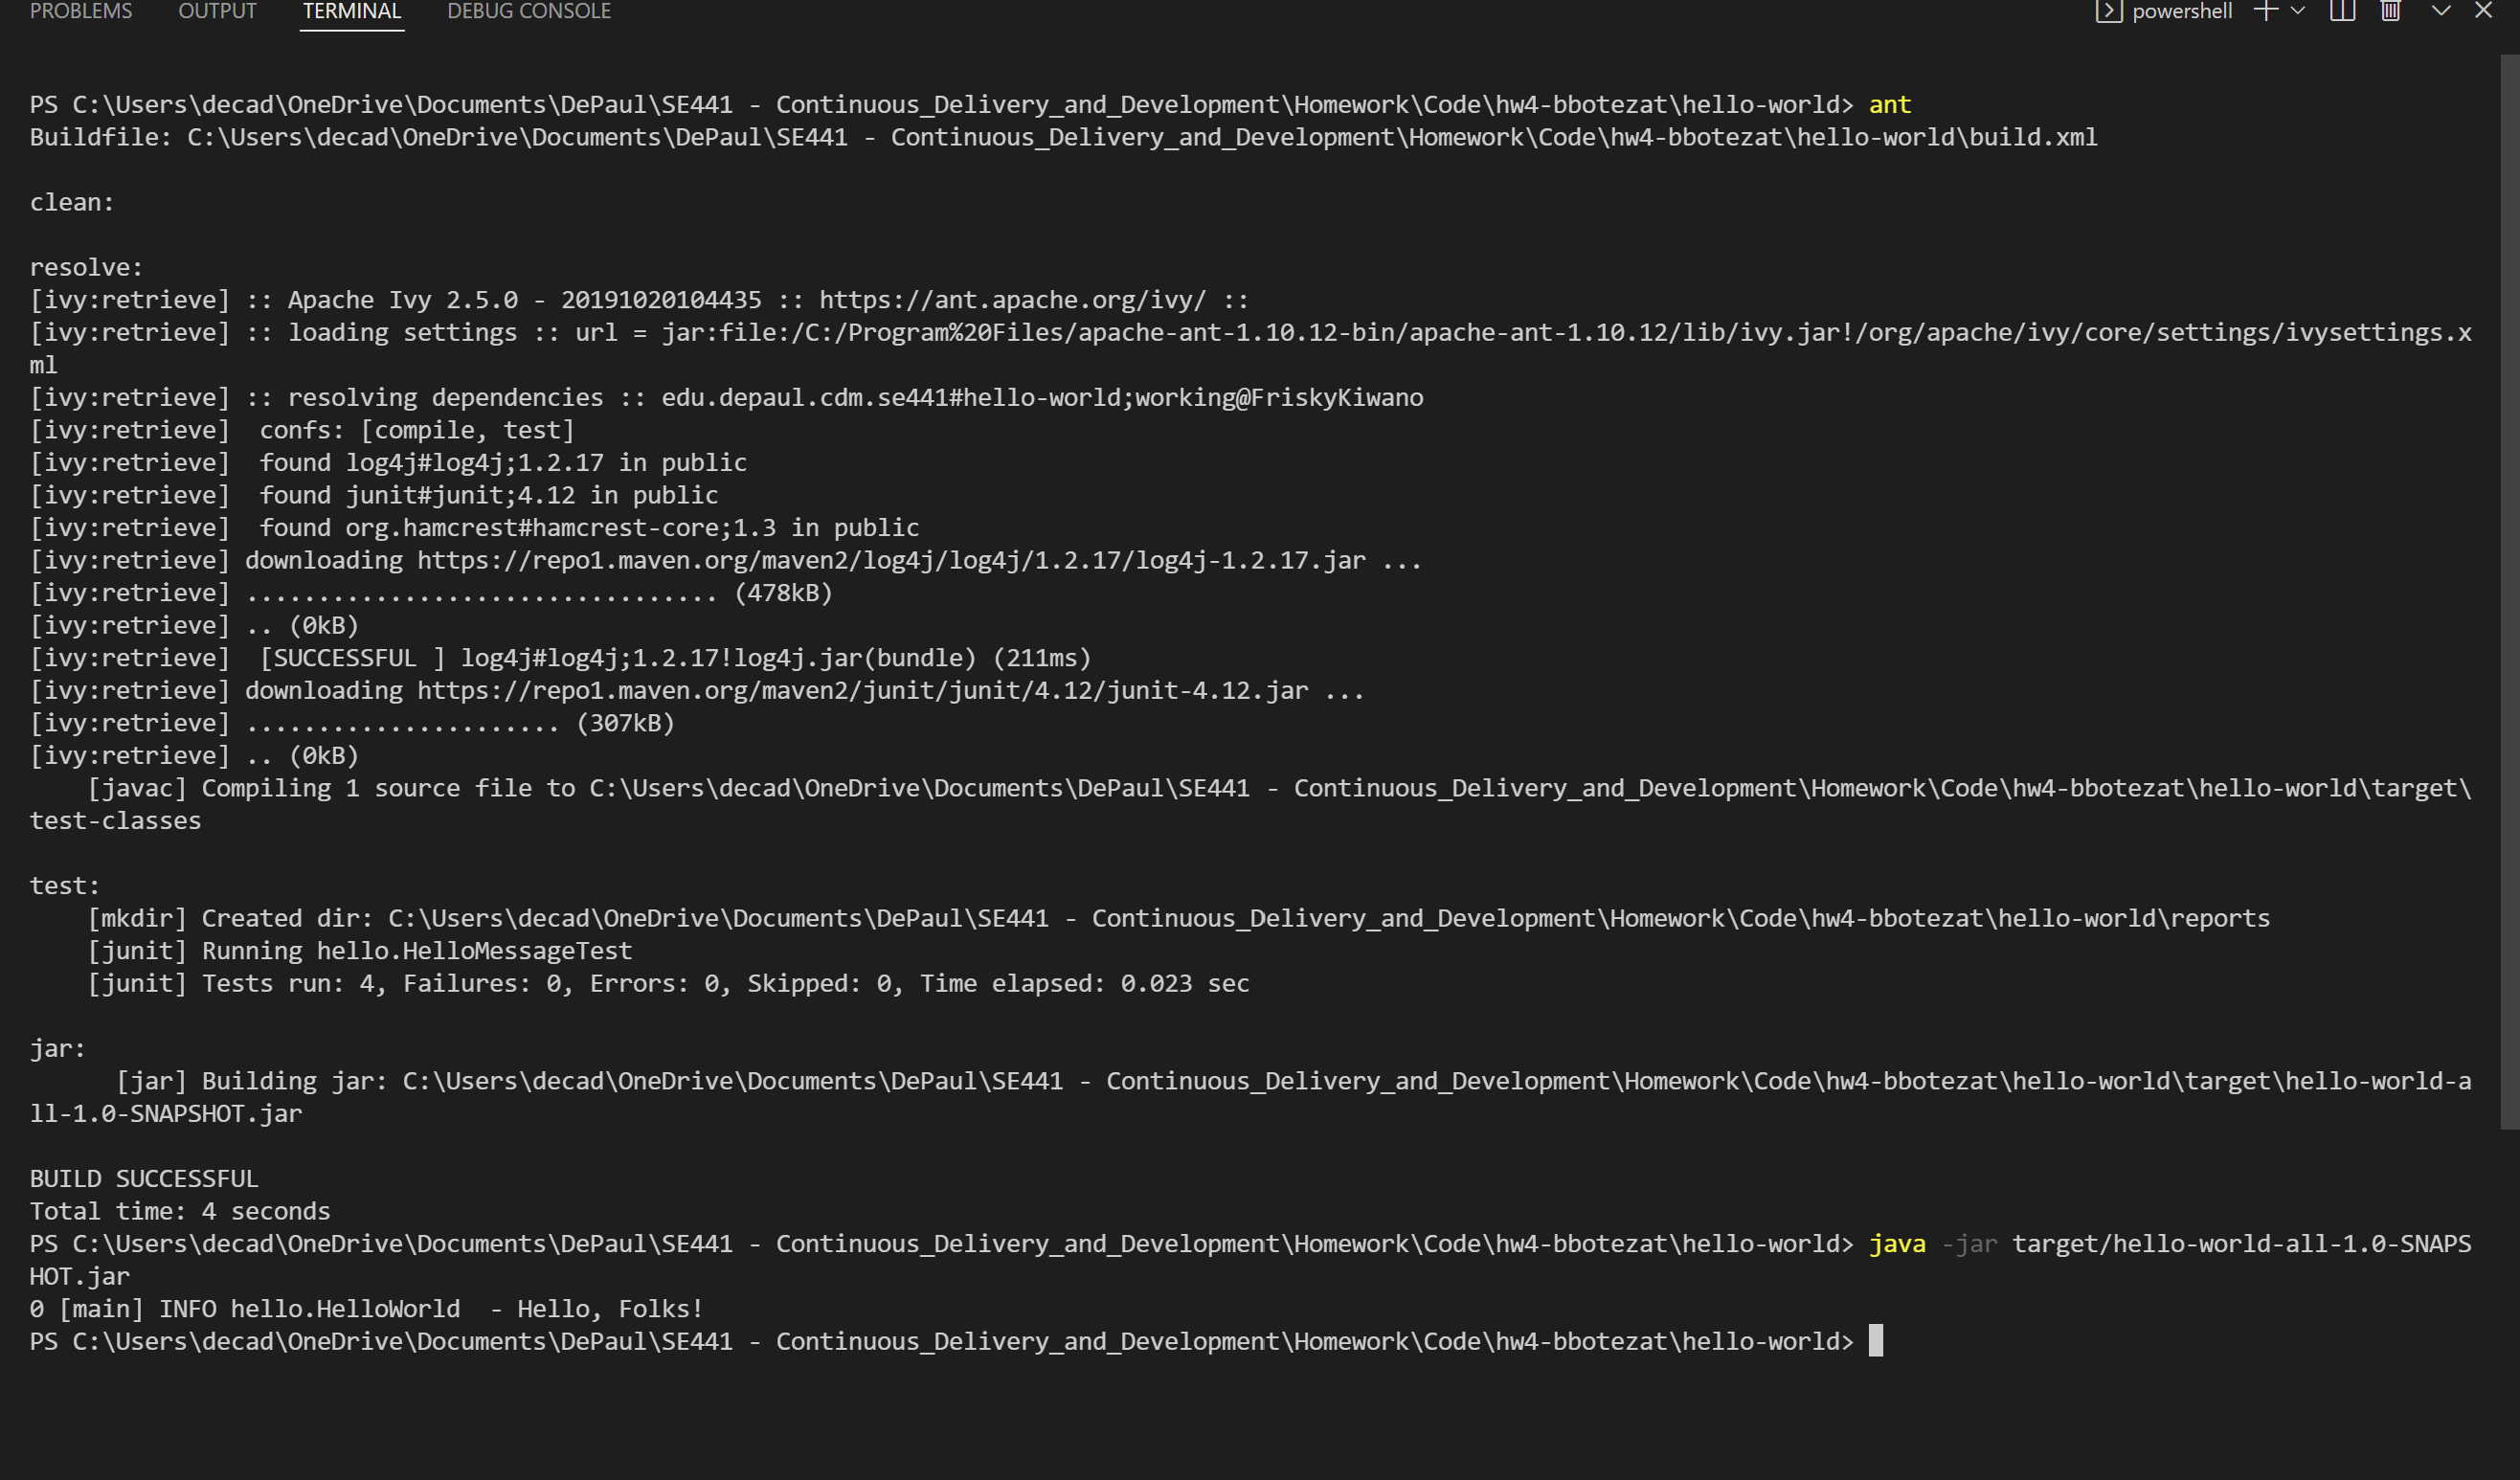 PROBLEMS OUTPUT TERMINAL DEBUG CONSOLE powershell
PS C:\Users\decad\OneDrive\Documents\DePaul\SE441 - Continuous_Delivery_and_Development\Homework\Code\hw4-bbotezat\hello-world> ant
Buildfile: C:\Users\decad\OneDrive\Documents\DePaul\SE441 - Continuous_Delivery_and_Development\Homework\Code\hw4-bbotezat\hello-world\build.xml
clean:
resolve:
[ivy:retrieve] :: Apache Ivy 2.5.0 - 20191020104435 :: https://ant.apache.org/ivy/ ::
[ivy:retrieve] :: loading settings :: url = jar:file:/C:/Program%20Files/apache-ant-1.10.12-bin/apache-ant-1.10.12/lib/ivy.jar!/org/apache/ivy/core/settings/ivysettings.x
ml
[ivy:retrieve] :: resolving dependencies :: edu.depaul.cdm.se441#hello-world;working@FriskyKiwano
[ivy:retrieve]  confs: [compile, test]
[ivy:retrieve]  found log4j#log4j;1.2.17 in public
[ivy:retrieve]  found junit#junit;4.12 in public
[ivy:retrieve]  found org.hamcrest#hamcrest-core;1.3 in public
[ivy:retrieve] downloading https://repo1.maven.org/maven2/log4j/log4j/1.2.17/log4j-1.2.17.jar ...
[ivy:retrieve] ................................. (478kB)
[ivy:retrieve] .. (0kB)
[ivy:retrieve]  [SUCCESSFUL ] log4j#log4j;1.2.17!log4j.jar(bundle) (211ms)
[ivy:retrieve] downloading https://repo1.maven.org/maven2/junit/junit/4.12/junit-4.12.jar ...
[ivy:retrieve] ...................... (307kB)
[ivy:retrieve] .. (0kB)
[javac] Compiling 1 source file to C:\Users\decad\OneDrive\Documents\DePaul\SE441 - Continuous_Delivery_and_Development\Homework\Code\hw4-bbotezat\hello-world\target\
test-classes
test:
[mkdir] Created dir: C:\Users\decad\OneDrive\Documents\DePaul\SE441 - Continuous_Delivery_and_Development\Homework\Code\hw4-bbotezat\hello-world\reports
[junit] Running hello.HelloMessageTest
[junit] Tests run: 4, Failures: 0, Errors: 0, Skipped: 0, Time elapsed: 0.023 sec
jar:
[jar] Building jar: C:\Users\decad\OneDrive\Documents\DePaul\SE441 - Continuous_Delivery_and_Development\Homework\Code\hw4-bbotezat\hello-world\target\hello-world-a
ll-1.0-SNAPSHOT.jar
BUILD SUCCESSFUL
Total time: 4 seconds
PS C:\Users\decad\OneDrive\Documents\DePaul\SE441 - Continuous_Delivery_and_Development\Homework\Code\hw4-bbotezat\hello-world> java -jar target/hello-world-all-1.0-SNAPS
HOT.jar
0 [main] INFO hello.HelloWorld  - Hello, Folks!
PS C:\Users\decad\OneDrive\Documents\DePaul\SE441 - Continuous_Delivery_and_Development\Homework\Code\hw4-bbotezat\hello-world>